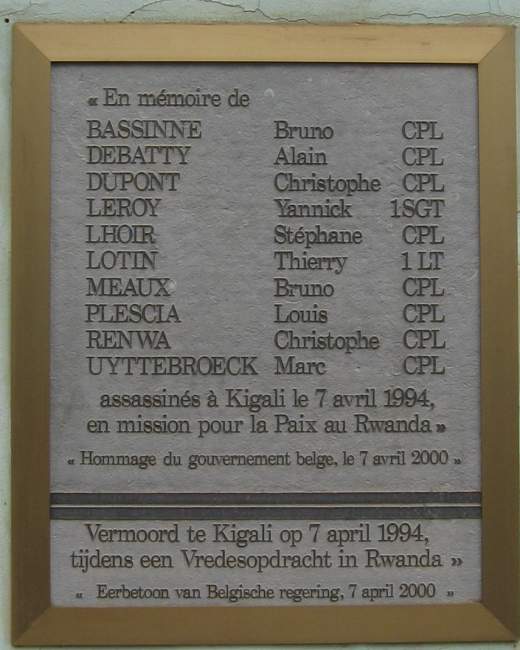 « En mémoire de
BASSINNE Bruno CPL
DEBATTY Alain CPL
DUPONT Christophe CPL
LEROY Yannick 1SGT
LHOIR Stéphane CPL
LOTIN Thierry 1 LT
MEAUX Bruno CPL
PLESCIA Louis CPL
RENWA Christophe CPL
UYTTEBROECK Marc CPL
assassinés à Kigali le 7 avril 1994,
en mission pour la Paix au Rwanda »
« Hommage du gouvernement belge, le 7 avril 2000 »
Vermoord te Kigali op 7 april 1994,
tijdens een Vredesopdracht in Rwanda »
« Eerbetoon van Belgische regering, 7 april 2000 »